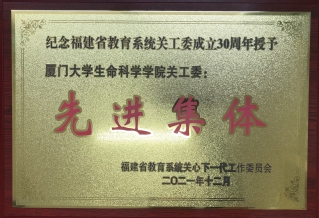 纪念福建省教育系统关工委成立30周年授予
厦门大学生命科学学院关工委：
先进集体
福建省教育系统关心下一代工作委员会
二〇二一年十二月